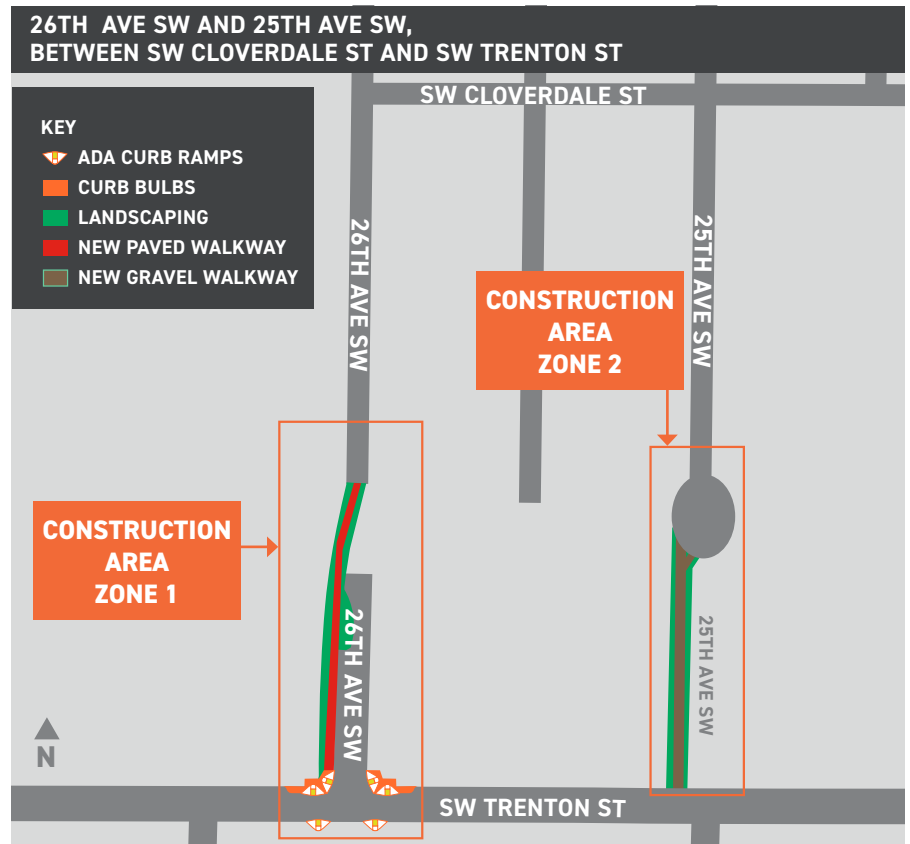 26TH AVE SW AND 25TH AVE SW,
BETWEEN SW CLOVERDALE ST AND SW TRENTON ST
SW CLOVERDALE ST
KEY
ADA CURB RAMPS
CURB BULBS
LANDSCAPING
NEW PAVED WALKWAY
NEW GRAVEL WALKWAY
26TH AVE SW
25TH AVE SW
CONSTRUCTION
AREA
ZONE 2
CONSTRUCTION
AREA
ZONE 1
26TH AVE SW
25TH AVE SW
N
SW TRENTON ST